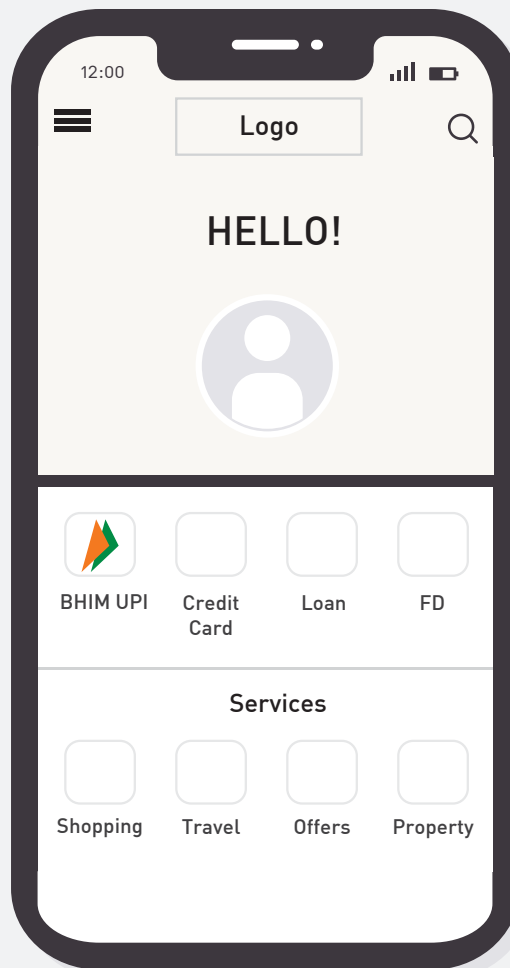 12:00
Logo
HELLO!
BHIM UPI Credit Card Loan FD
Services
Shopping Travel Offers Property